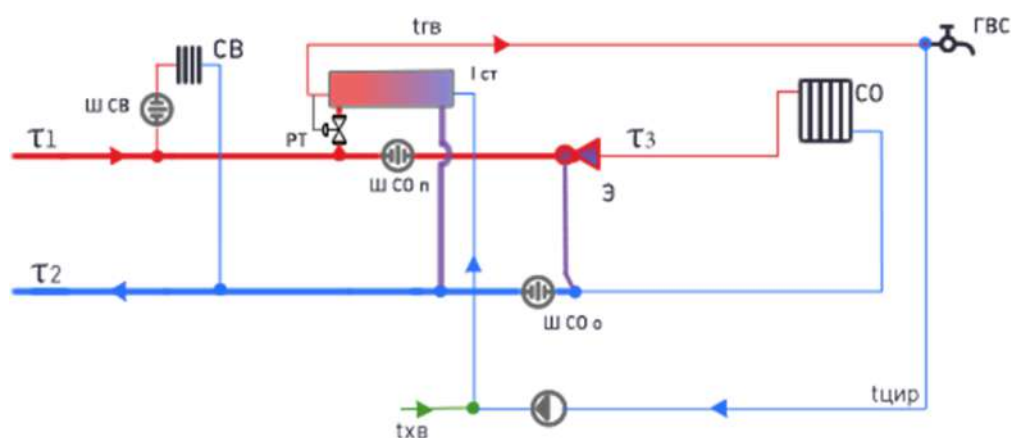 tгв
ГВС
СВ
I ст
СО
Ш СВ
τ1
РТ
τ3
Ш СО п
Э
τ2
Ш СО о
tцир
tхв